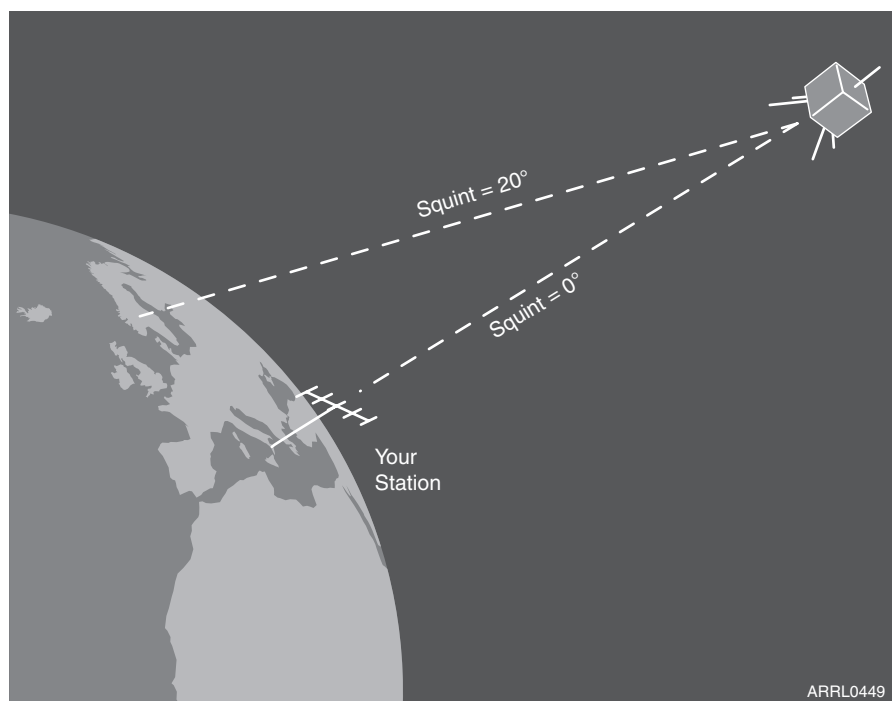 Squint = 20°
Squint = 0°
Your
Station
ARRL0449